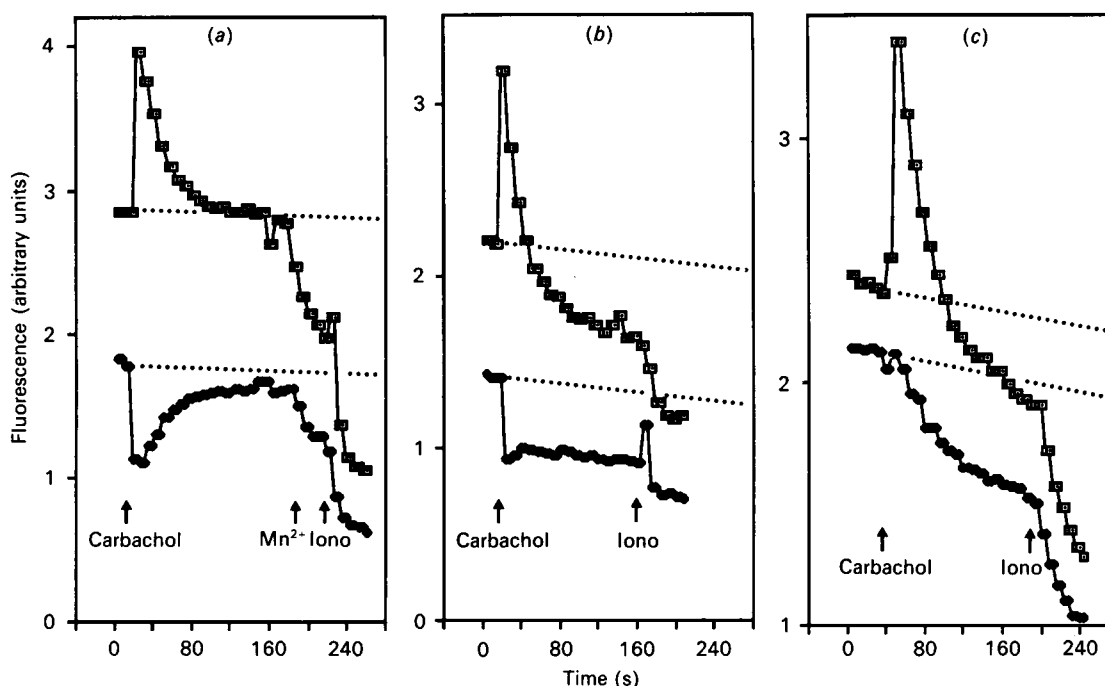 (a)
(b)
(c)
Fluorescence (arbitrary units)
4
3
2
1
0
Carbachol
Mn²⁺ Iono
0 80 160 240
3
2
1
0
Carbachol
Iono
0 80 160 240
3
2
1
Carbachol
Iono
0 80 160 240
Time (s)